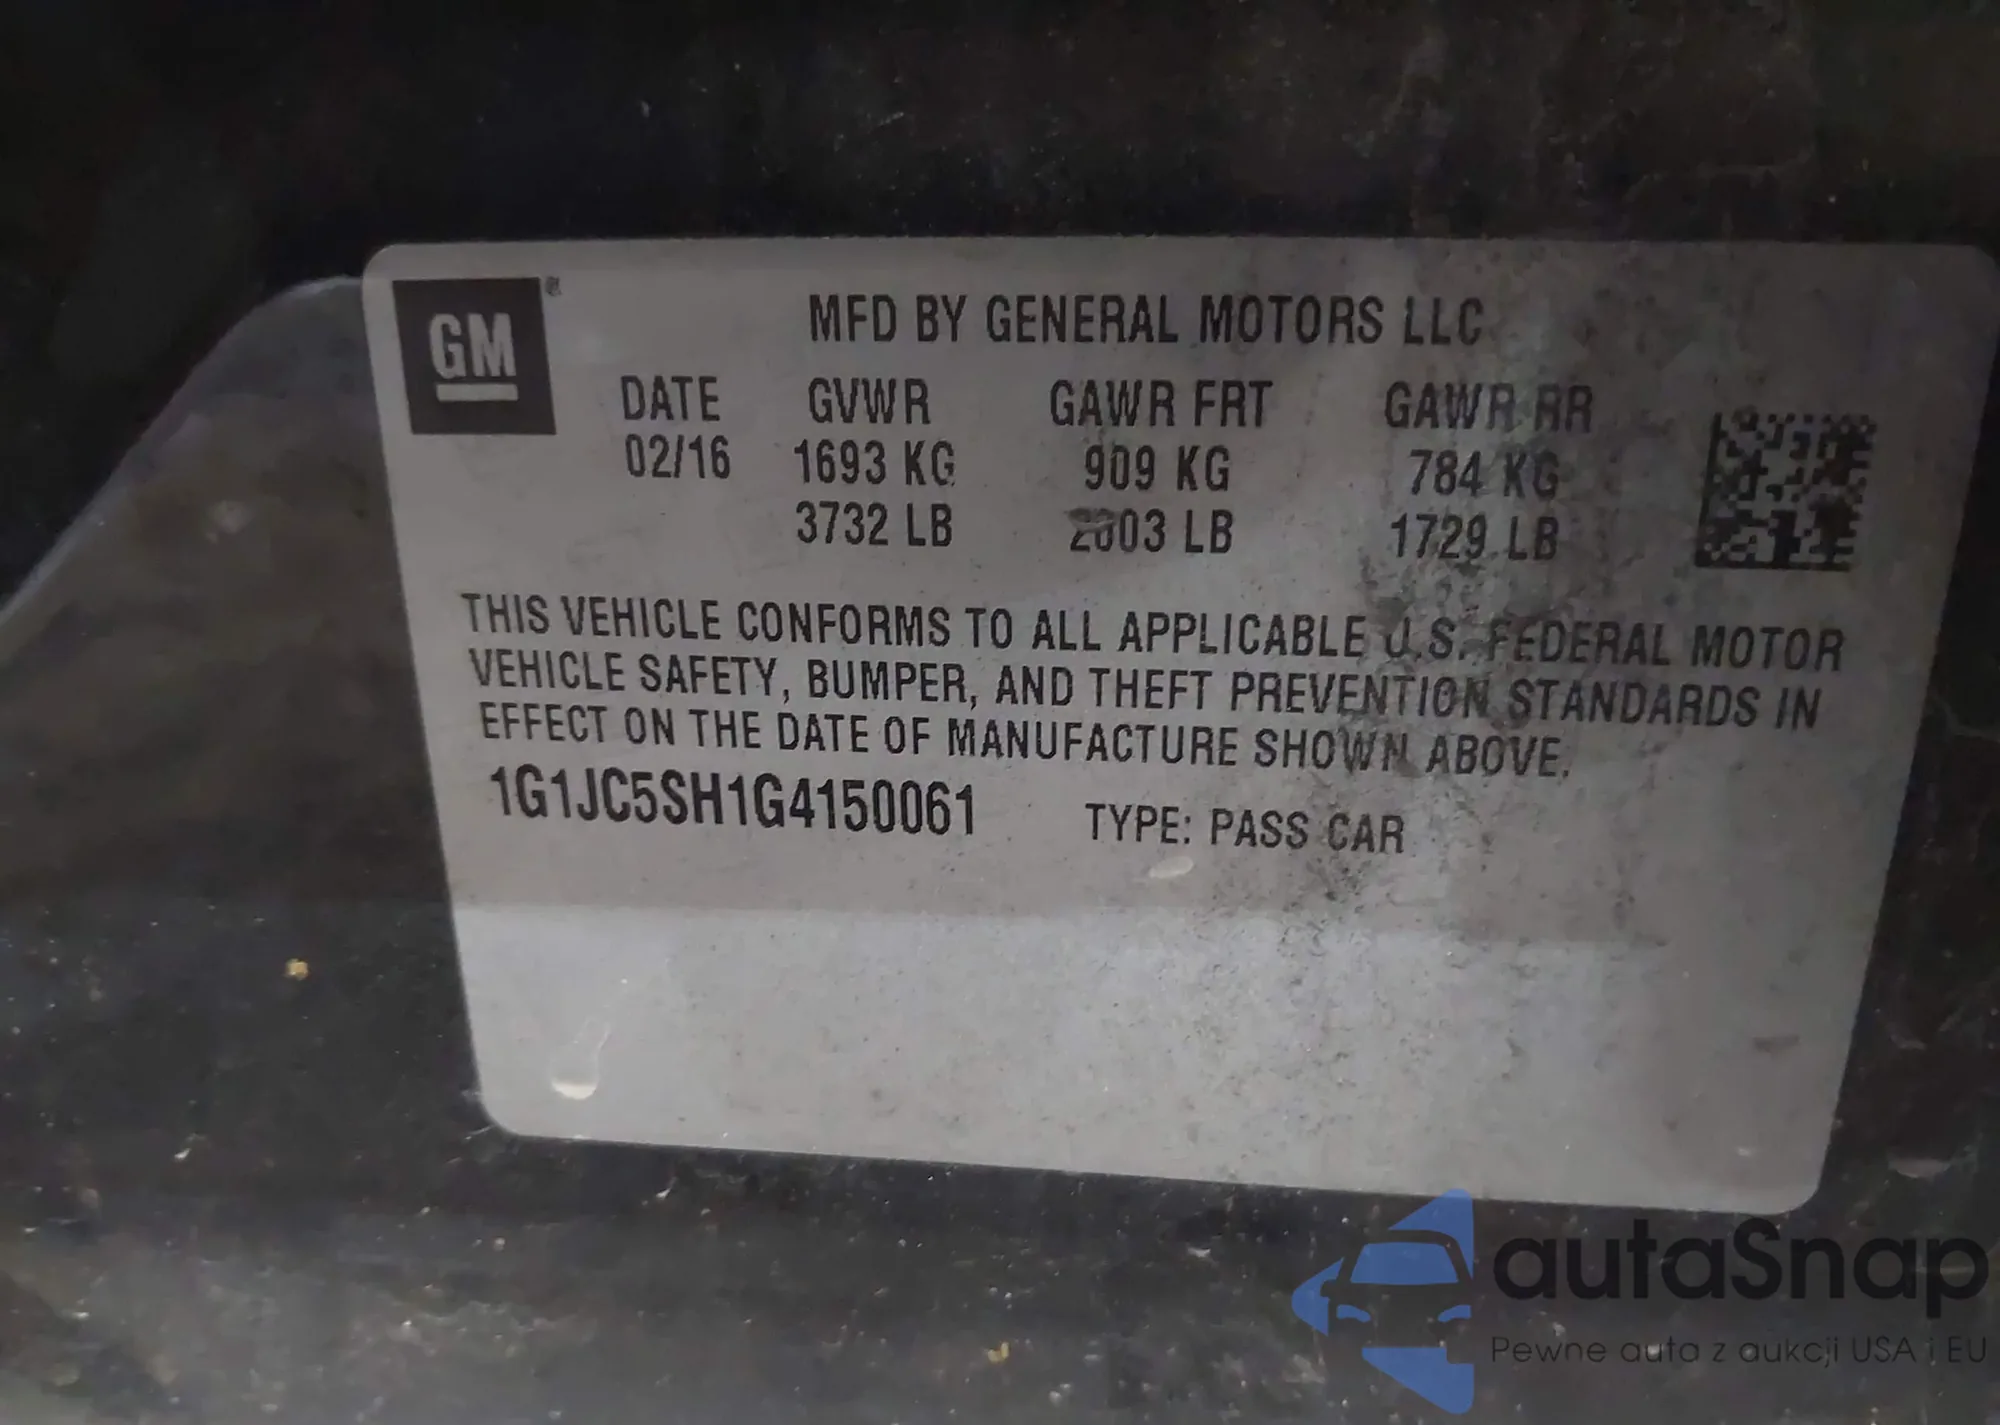 GM
MFD BY GENERAL MOTORS LLC
DATE GVWR GAWR FRT GAWR RR
02/16 1693 KG 909 KG 784 KG
3732 LB 2003 LB 1729 LB
THIS VEHICLE CONFORMS TO ALL APPLICABLE U.S. FEDERAL MOTOR
VEHICLE SAFETY, BUMPER, AND THEFT PREVENTION STANDARDS IN
EFFECT ON THE DATE OF MANUFACTURE SHOWN ABOVE.
1G1JC5SH1G4150061 TYPE: PASS CAR
autaSnap
Pewne auta z aukcji USA i EU